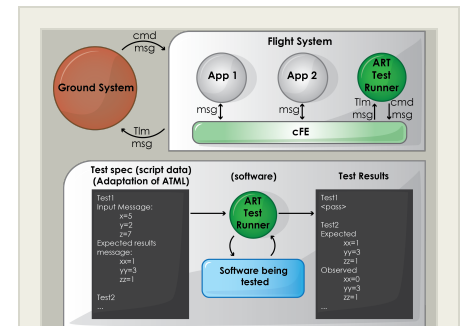 cmd
msg
Ground System
Tlm
msg
Flight System
App 1
App 2
ART
Test
Runner
msg
msg
Tlm
msg
cmd
msg
cFE
Test spec (script data)
(Adaptation of ATML)
(software)
Test Results
Test1
Input Message:
x=5
y=2
z=7
Expected results
message:
xx=1
yy=3
zz=1
Test2
...
ART
Test
Runner
Software being
tested
Test1
<pass>
Test2
Expected
xx=1
yy=3
zz=1
Observed
xx=0
yy=3
zz=1
...